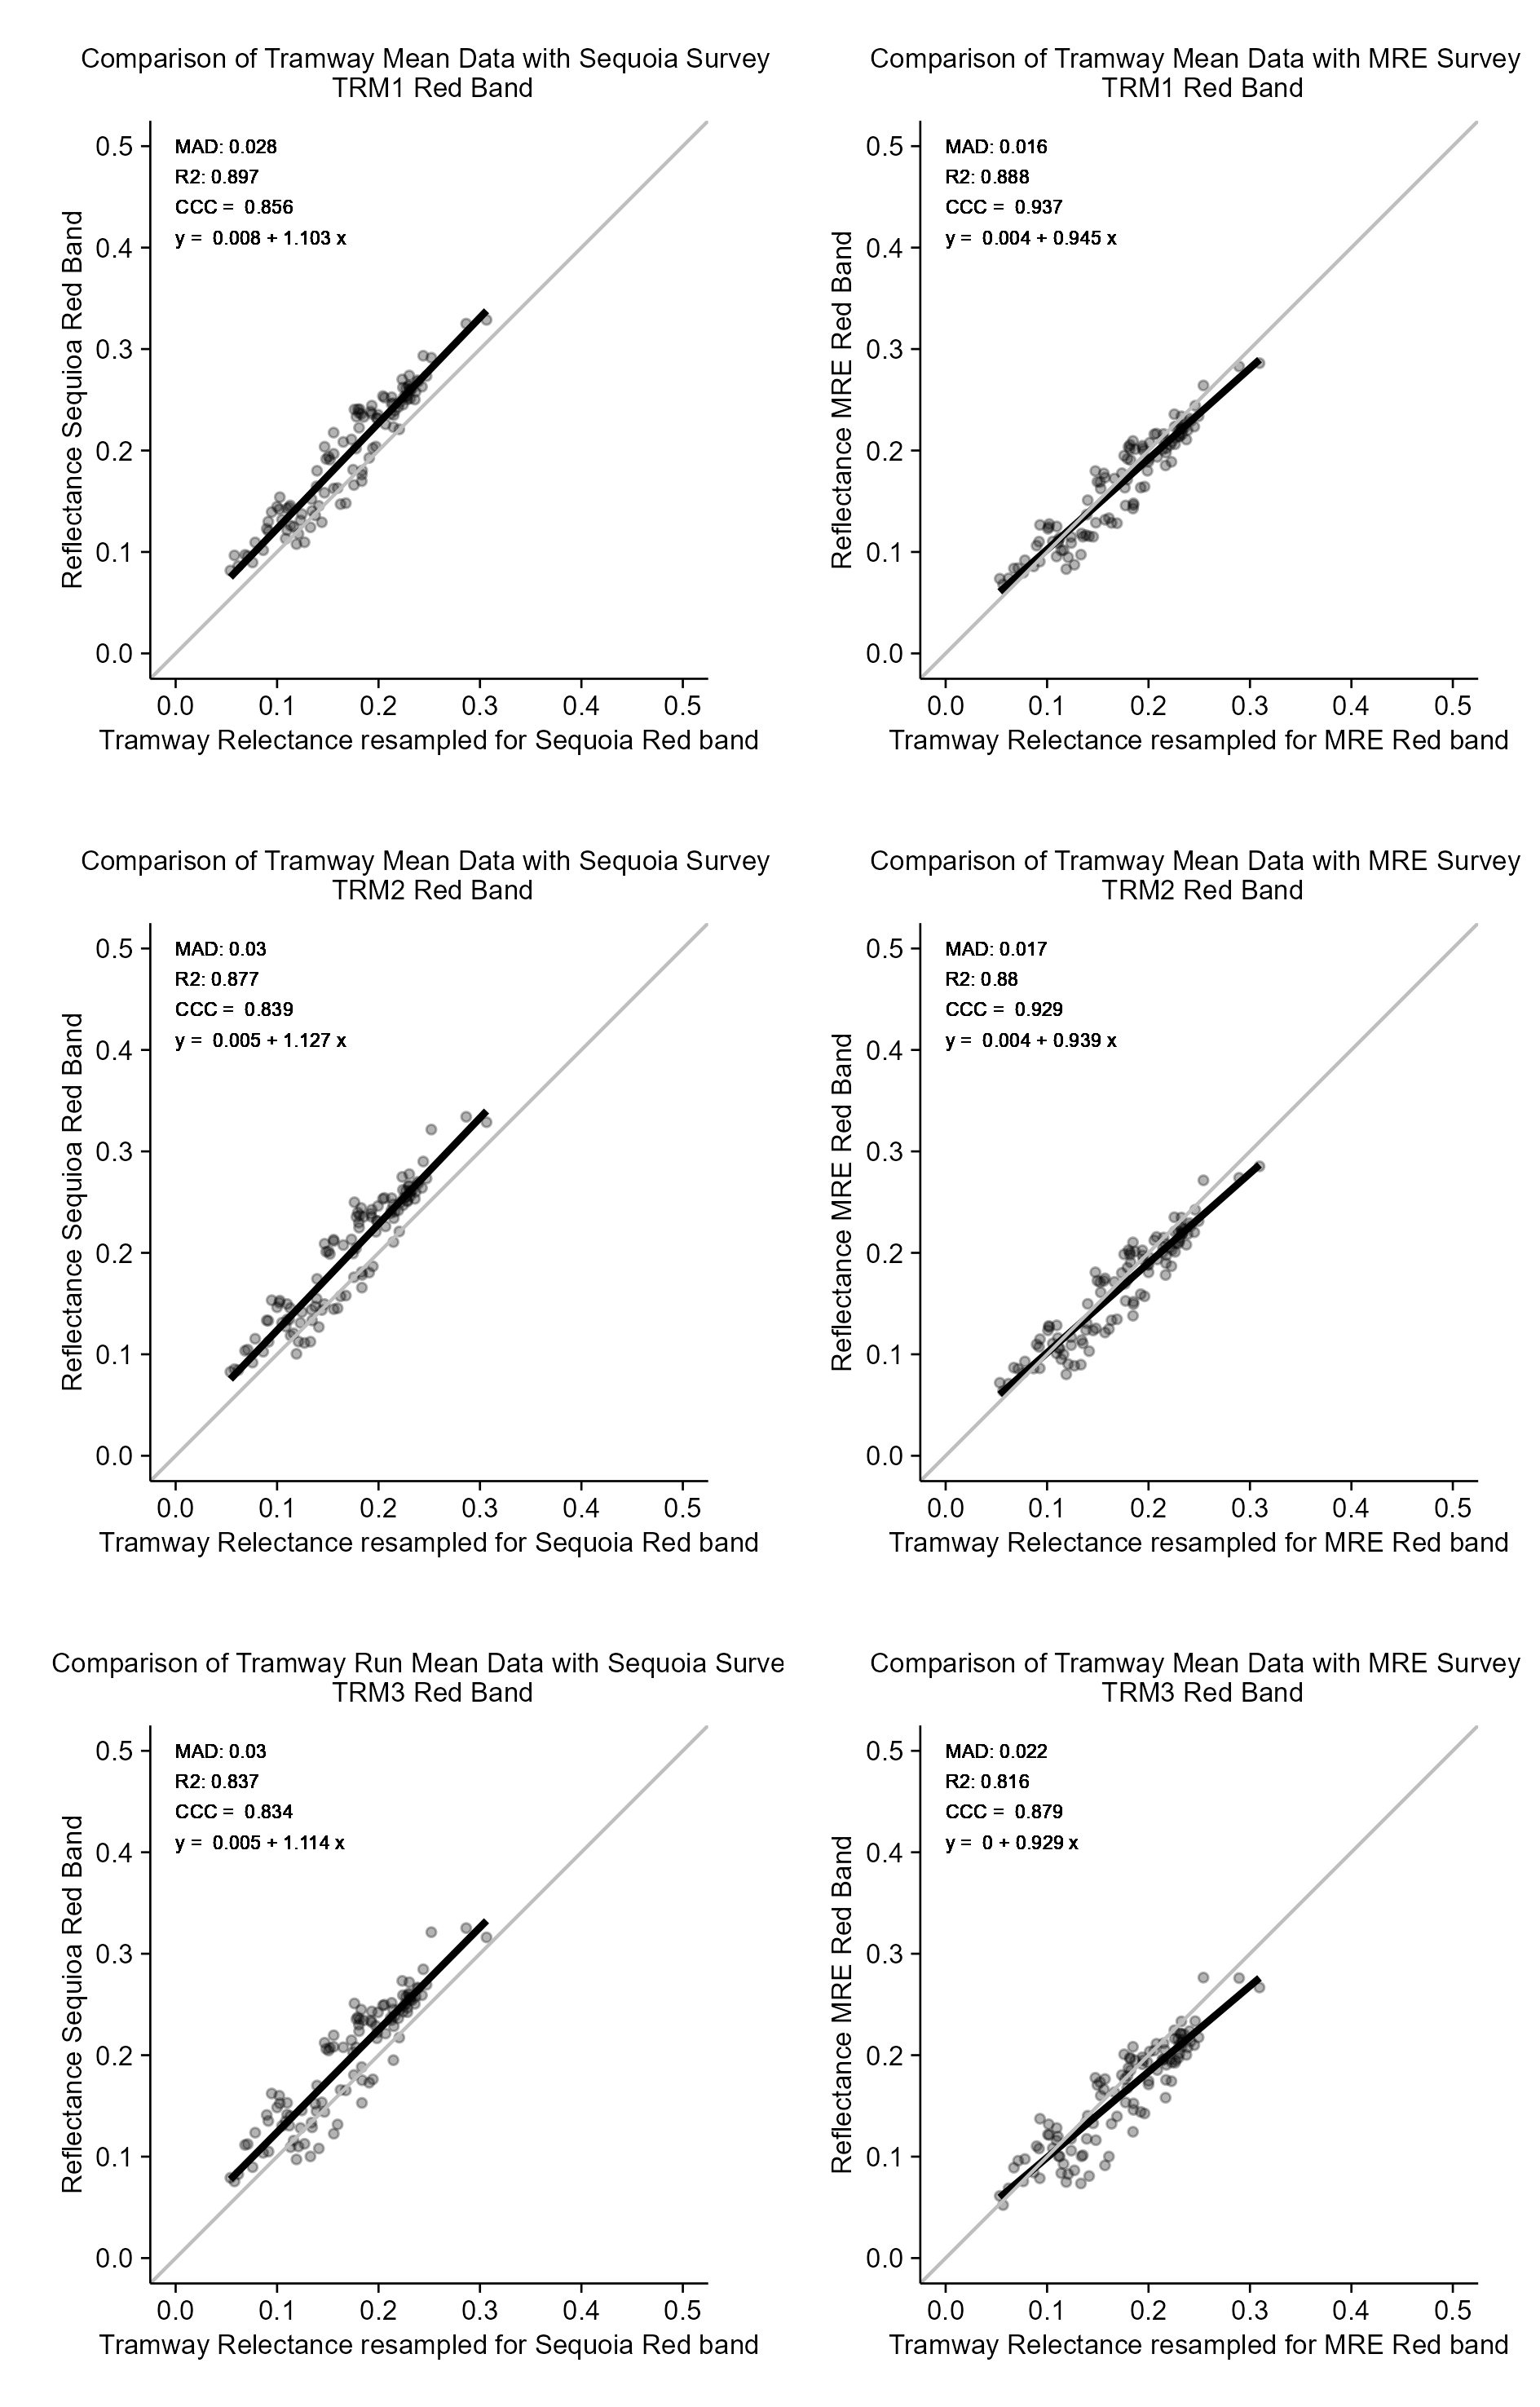 Comparison of Tramway Mean Data with Sequoia Survey
TRM1 Red Band
MAD: 0.028
R2: 0.897
CCC = 0.856
y = 0.008 + 1.103 x
0.5
0.4
0.3
0.2
0.1
0.0
Reflectance Sequioa Red Band
0.0 0.1 0.2 0.3 0.4 0.5
Tramway Relectance resampled for Sequoia Red band
Comparison of Tramway Mean Data with MRE Survey
TRM1 Red Band
MAD: 0.016
R2: 0.888
CCC = 0.937
y = 0.004 + 0.945 x
0.5
0.4
0.3
0.2
0.1
0.0
Reflectance MRE Red Band
0.0 0.1 0.2 0.3 0.4 0.5
Tramway Relectance resampled for MRE Red band
Comparison of Tramway Mean Data with Sequoia Survey
TRM2 Red Band
MAD: 0.03
R2: 0.877
CCC = 0.839
y = 0.005 + 1.127 x
0.5
0.4
0.3
0.2
0.1
0.0
Reflectance Sequioa Red Band
0.0 0.1 0.2 0.3 0.4 0.5
Tramway Relectance resampled for Sequoia Red band
Comparison of Tramway Mean Data with MRE Survey
TRM2 Red Band
MAD: 0.017
R2: 0.88
CCC = 0.929
y = 0.004 + 0.939 x
0.5
0.4
0.3
0.2
0.1
0.0
Reflectance MRE Red Band
0.0 0.1 0.2 0.3 0.4 0.5
Tramway Relectance resampled for MRE Red band
Comparison of Tramway Run Mean Data with Sequoia Surve
TRM3 Red Band
MAD: 0.03
R2: 0.837
CCC = 0.834
y = 0.005 + 1.114 x
0.5
0.4
0.3
0.2
0.1
0.0
Reflectance Sequioa Red Band
0.0 0.1 0.2 0.3 0.4 0.5
Tramway Relectance resampled for Sequoia Red band
Comparison of Tramway Mean Data with MRE Survey
TRM3 Red Band
MAD: 0.022
R2: 0.816
CCC = 0.879
y = 0 + 0.929 x
0.5
0.4
0.3
0.2
0.1
0.0
Reflectance MRE Red Band
0.0 0.1 0.2 0.3 0.4 0.5
Tramway Relectance resampled for MRE Red band